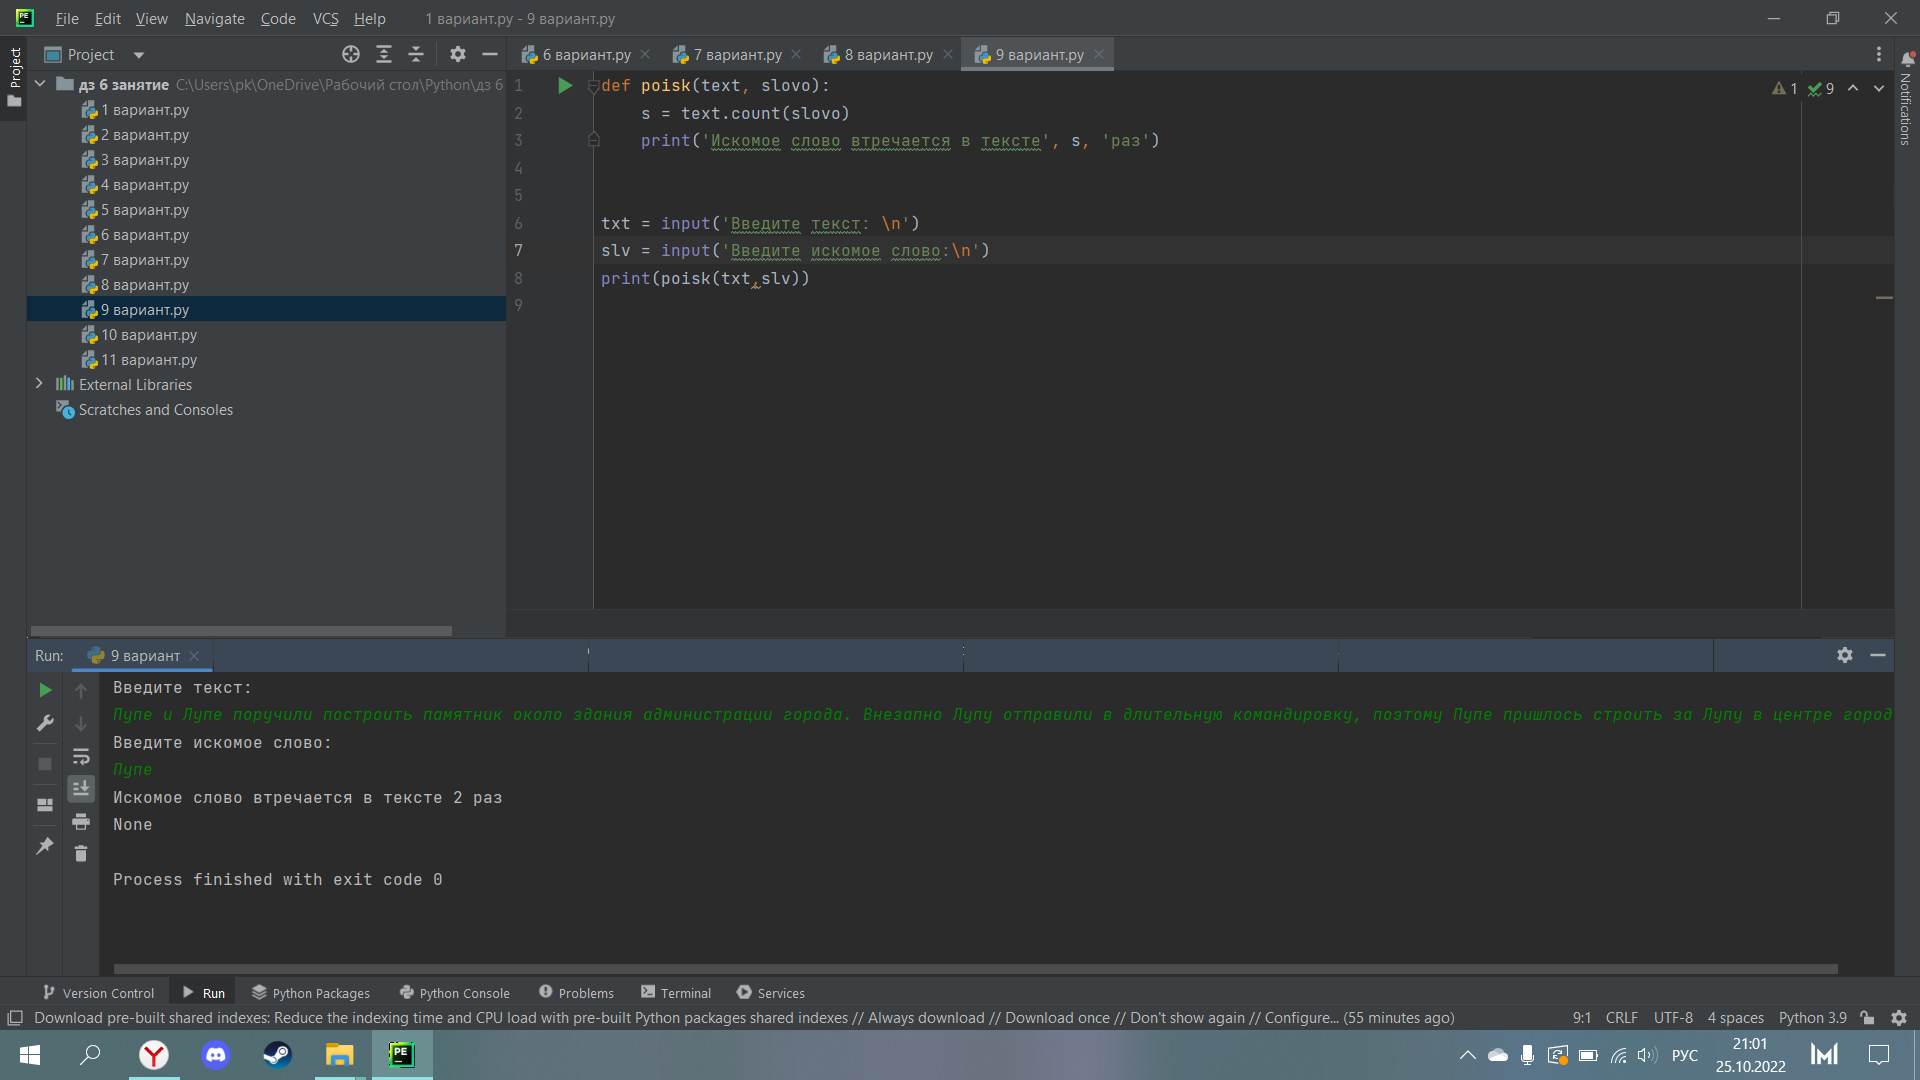 File Edit View Navigate Code VCS Help 1 вариант.py - 9 вариант.py
Project
дз 6 занятие C:\Users\pk\OneDrive\Рабочий стол\Python\дз 6
1 вариант.py
2 вариант.py
3 вариант.py
4 вариант.py
5 вариант.py
6 вариант.py
7 вариант.py
8 вариант.py
9 вариант.py
10 вариант.py
11 вариант.py
External Libraries
Scratches and Consoles
Project
6 вариант.py 7 вариант.py 8 вариант.py 9 вариант.py
1 def poisk(text, slovo):
2 s = text.count(slovo)
3 print('Искомое слово втречается в тексте', s, 'раз')
4
5
6 txt = input('Введите текст: \n')
7 slv = input('Введите искомое слово:\n')
8 print(poisk(txt,slv))
9
1 9
Notifications
Run: 9 вариант
Введите текст:
Пупе и Лупе поручили построить памятник около здания администрации города. Внезапно Лупу отправили в длительную командировку, поэтому Пупе пришлось строить за Лупу в центре город
Введите искомое слово:
Пупе
Искомое слово втречается в тексте 2 раз
None
Process finished with exit code 0
Version Control Run Python Packages Python Console Problems Terminal Services
Download pre-built shared indexes: Reduce the indexing time and CPU load with pre-built Python packages shared indexes // Always download // Download once // Don't show again // Configure... (55 minutes ago) 9:1 CRLF UTF-8 4 spaces Python 3.9
РУС 21:01
25.10.2022